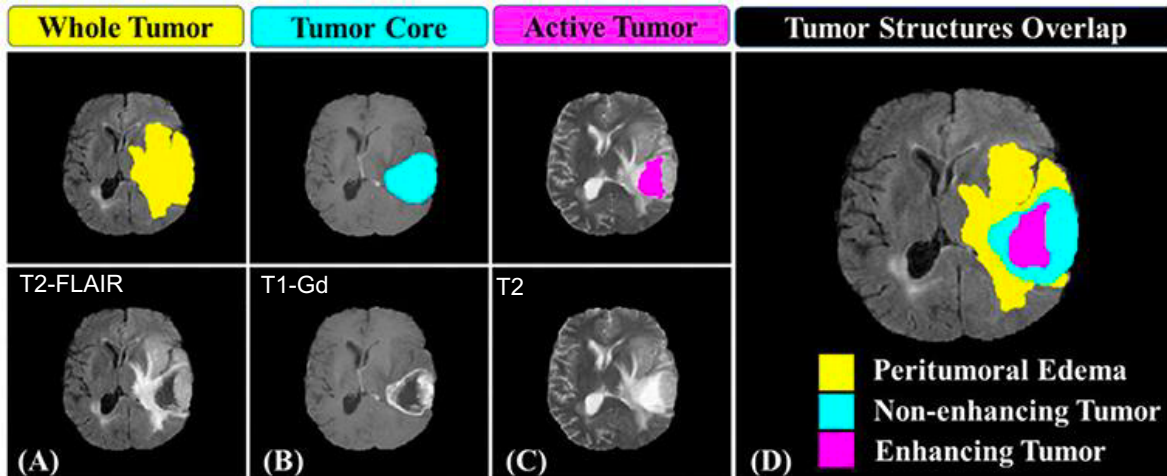 Whole Tumor
Tumor Core
Active Tumor
Tumor Structures Overlap
T2-FLAIR
T1-Gd
T2
(A)
(B)
(C)
(D)
Peritumoral Edema
Non-enhancing Tumor
Enhancing Tumor